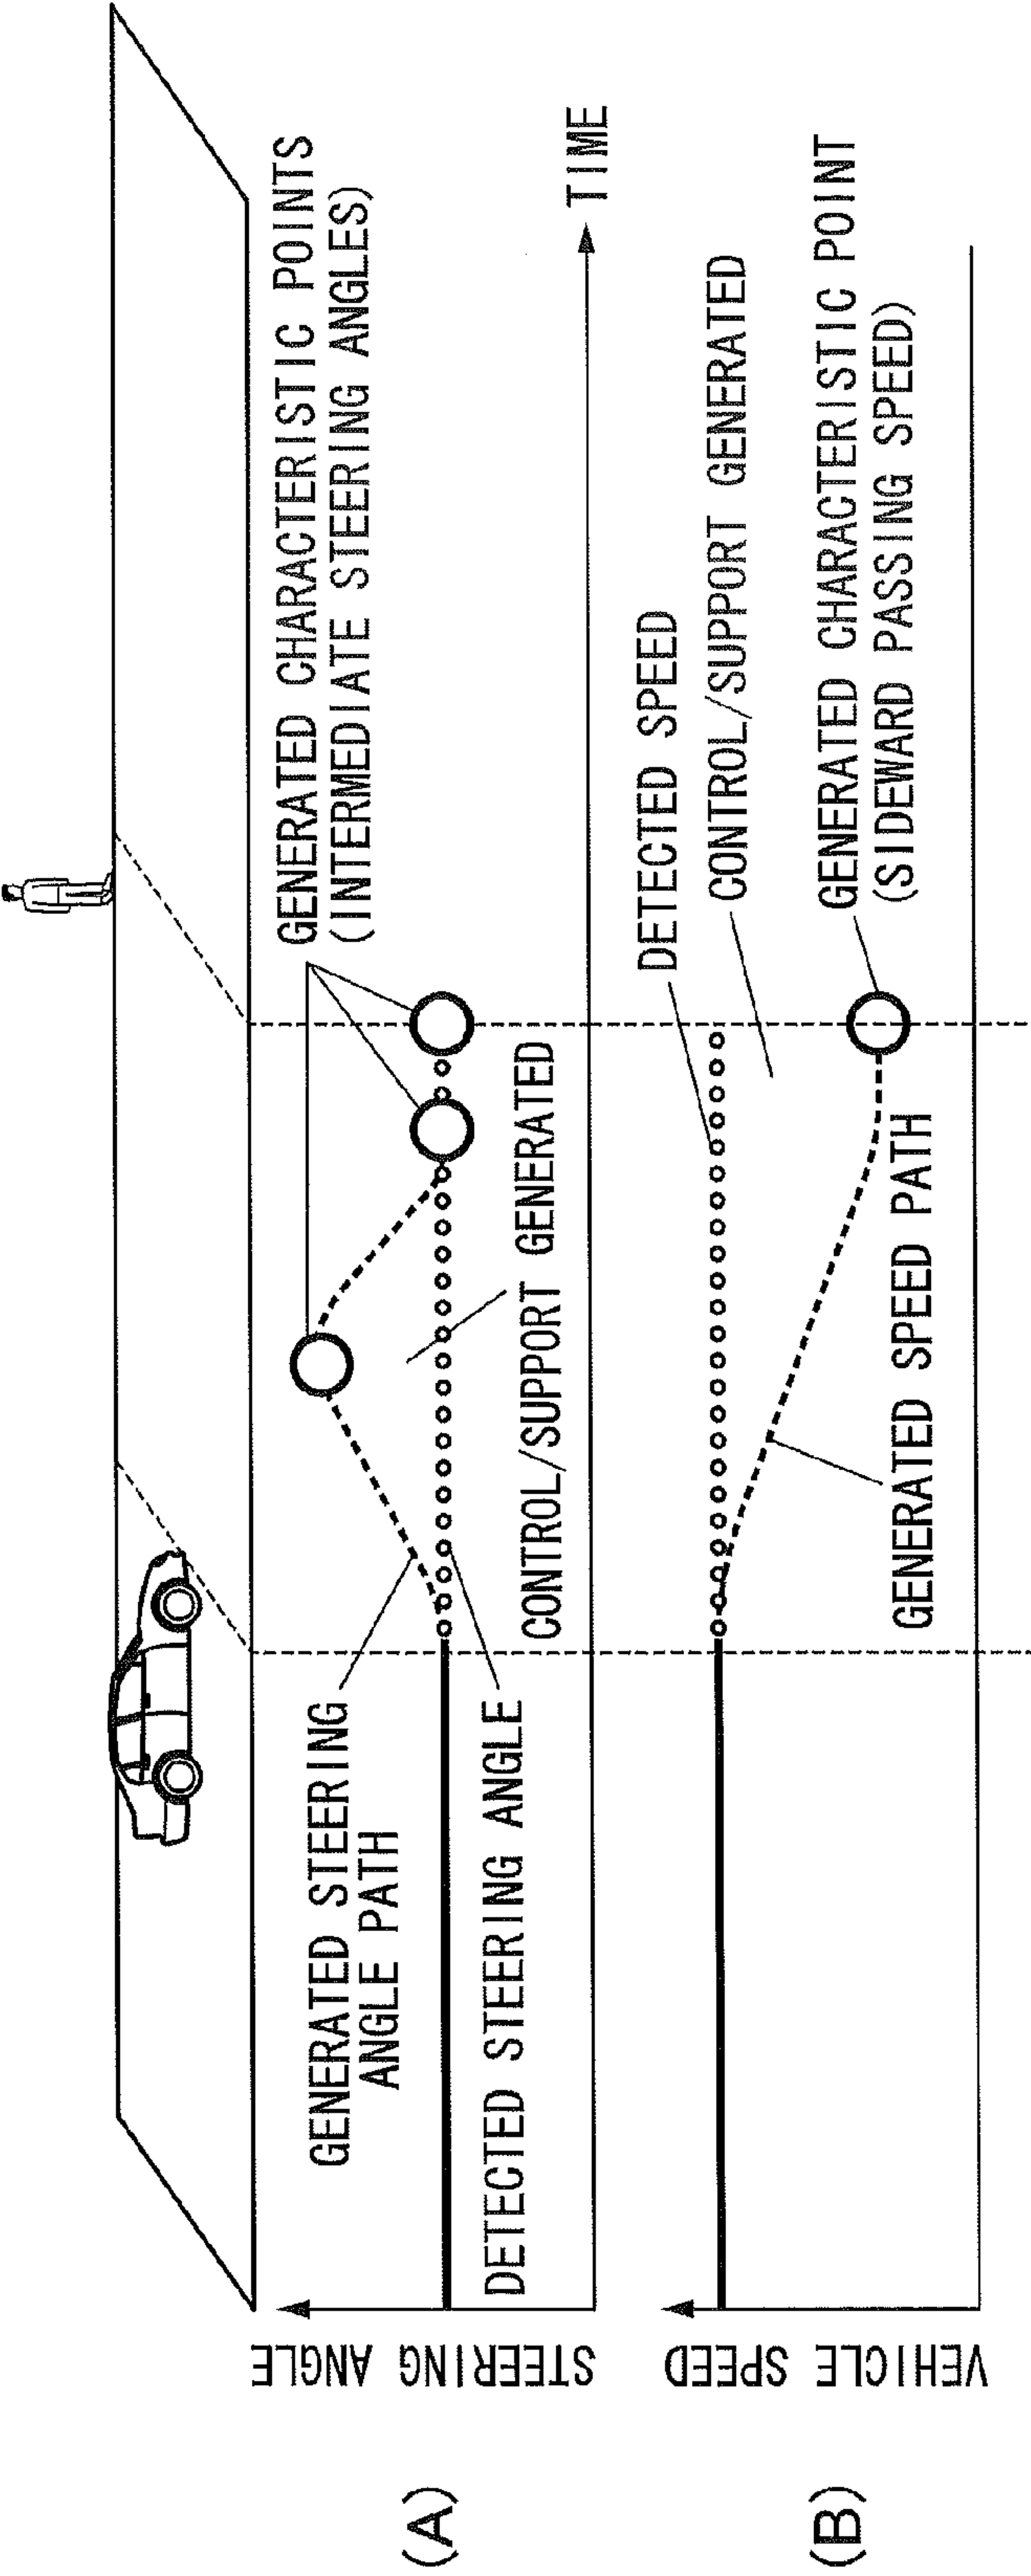 GENERATED CHARACTERISTIC POINTS
(INTERMEDIATE STEERING ANGLES)
GENERATED STEERING
ANGLE PATH
DETECTED STEERING ANGLE
CONTROL/SUPPORT GENERATED
STEERING ANGLE
TIME
(A)
DETECTED SPEED
CONTROL/SUPPORT GENERATED
GENERATED CHARACTERISTIC POINT
(SIDEWARD PASSING SPEED)
GENERATED SPEED PATH
VEHICLE SPEED
(B)